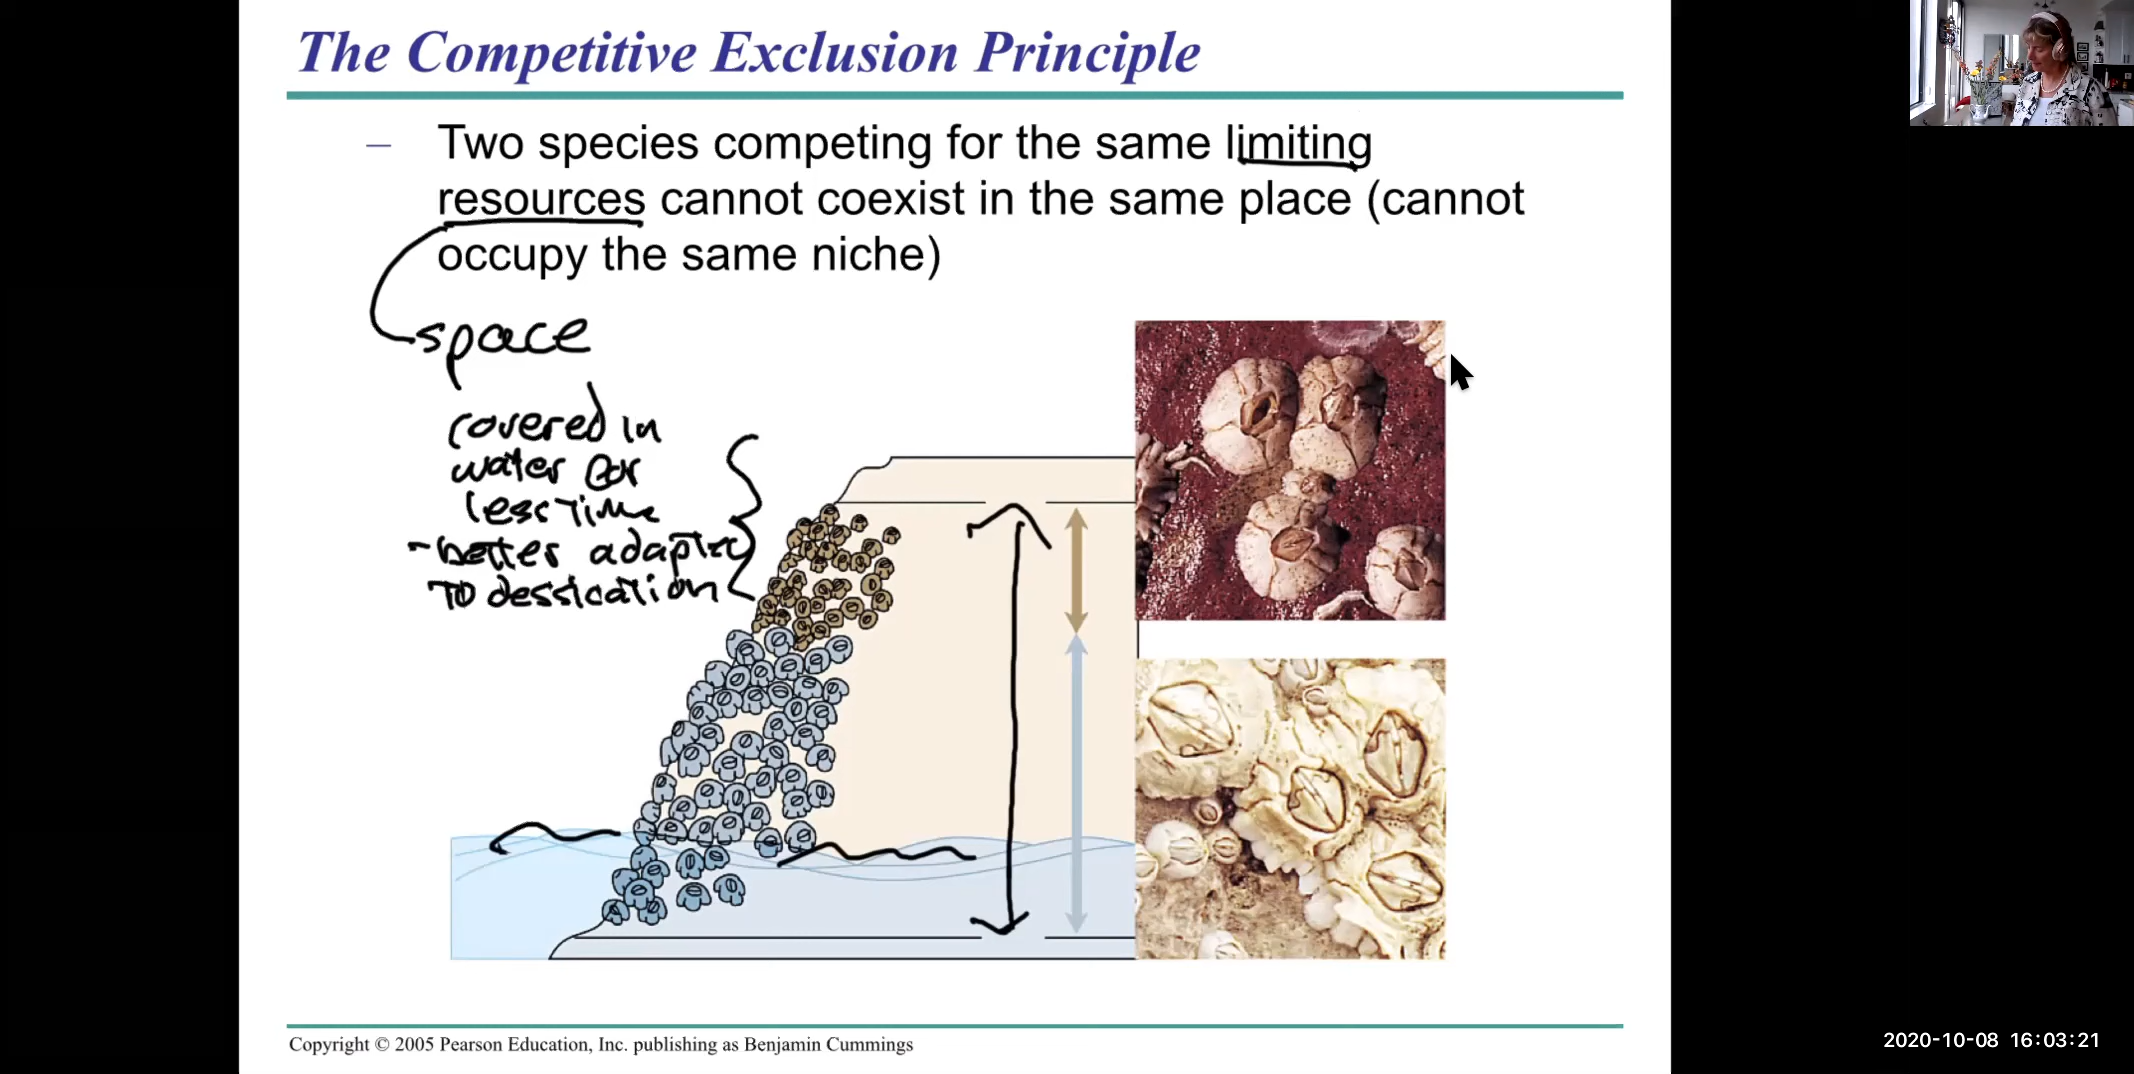 The Competitive Exclusion Principle
– Two species competing for the same limiting
resources cannot coexist in the same place (cannot
occupy the same niche)
space
covered in
water for
less time
- better adapted
to dessication
Copyright © 2005 Pearson Education, Inc. publishing as Benjamin Cummings
2020-10-08 16:03:21